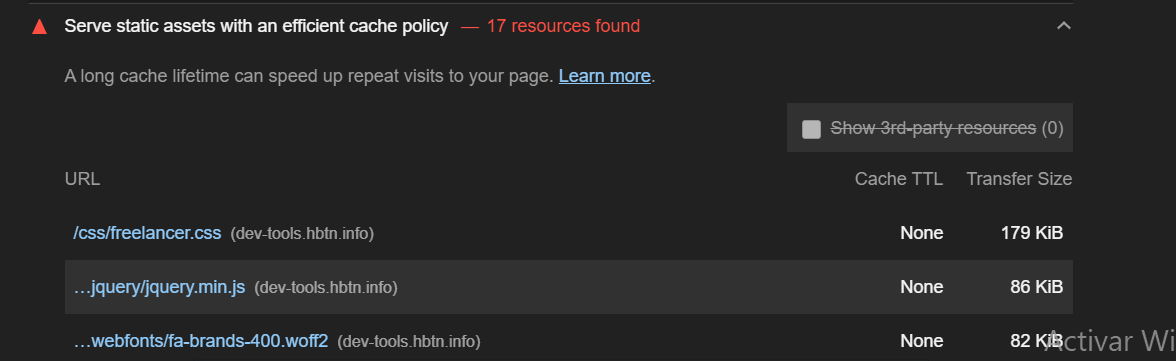 Serve static assets with an efficient cache policy — 17 resources found
A long cache lifetime can speed up repeat visits to your page. Learn more.
Show 3rd-party resources (0)
URL Cache TTL Transfer Size
/css/freelancer.css (dev-tools.hbtn.info) None 179 KiB
…jquery/jquery.min.js (dev-tools.hbtn.info) None 86 KiB
…webfonts/fa-brands-400.woff2 (dev-tools.hbtn.info) None 82 KiB
Activar Wi